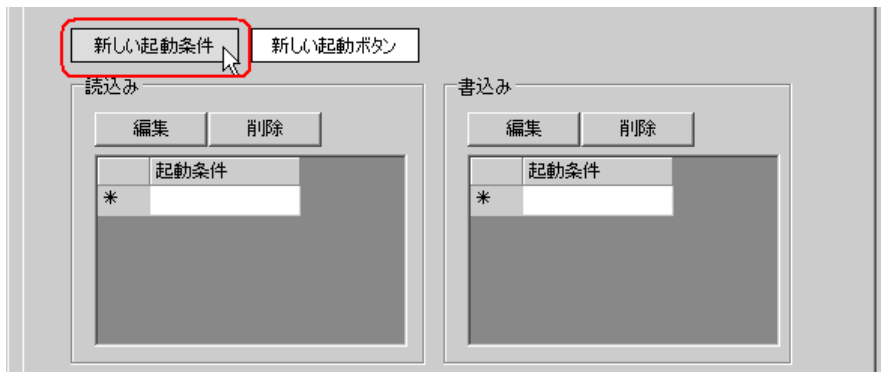 新しい起動条件 新しい起動ボタン
読込み 書込み
編集 削除 編集 削除
起動条件 起動条件
* *